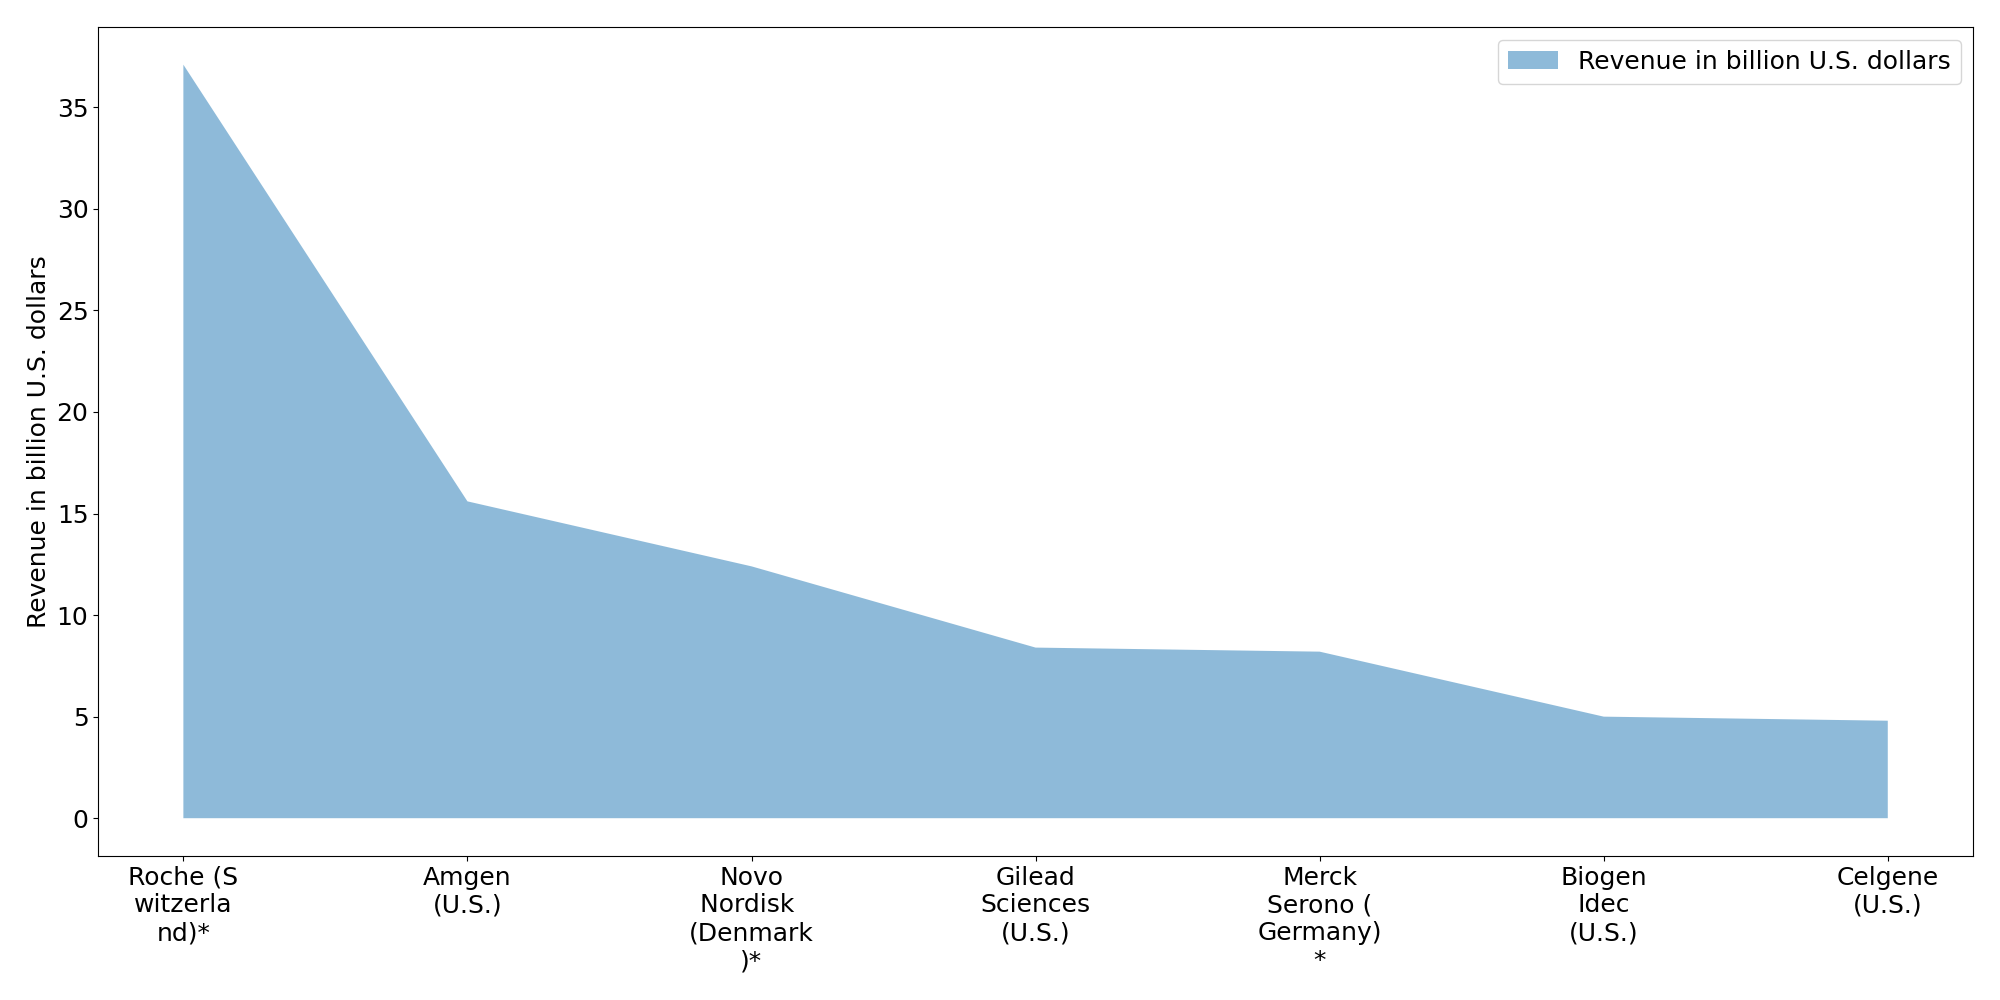 Revenue in billion U.S. dollars
Revenue in billion U.S. dollars
35
30
25
20
15
10
5
0
Roche (S
witzerla
nd)*
Amgen
(U.S.)
Novo
Nordisk
(Denmark
)*
Gilead
Sciences
(U.S.)
Merck
Serono (
Germany)
*
Biogen
Idec
(U.S.)
Celgene
(U.S.)